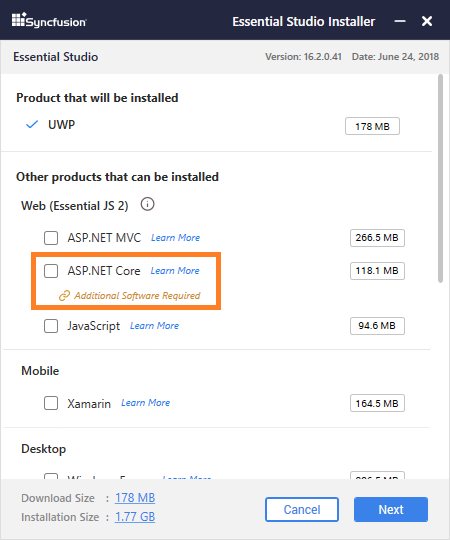 Syncfusion Essential Studio Installer
Essential Studio Version: 16.2.0.41 Date: June 24, 2018
Product that will be installed
UWP 178 MB
Other products that can be installed
Web (Essential JS 2)
ASP.NET MVC Learn More 266.5 MB
ASP.NET Core Learn More 118.1 MB
Additional Software Required
JavaScript Learn More 94.6 MB
Mobile
Xamarin Learn More 164.5 MB
Desktop
Download Size : 178 MB
Installation Size : 1.77 GB
Cancel Next